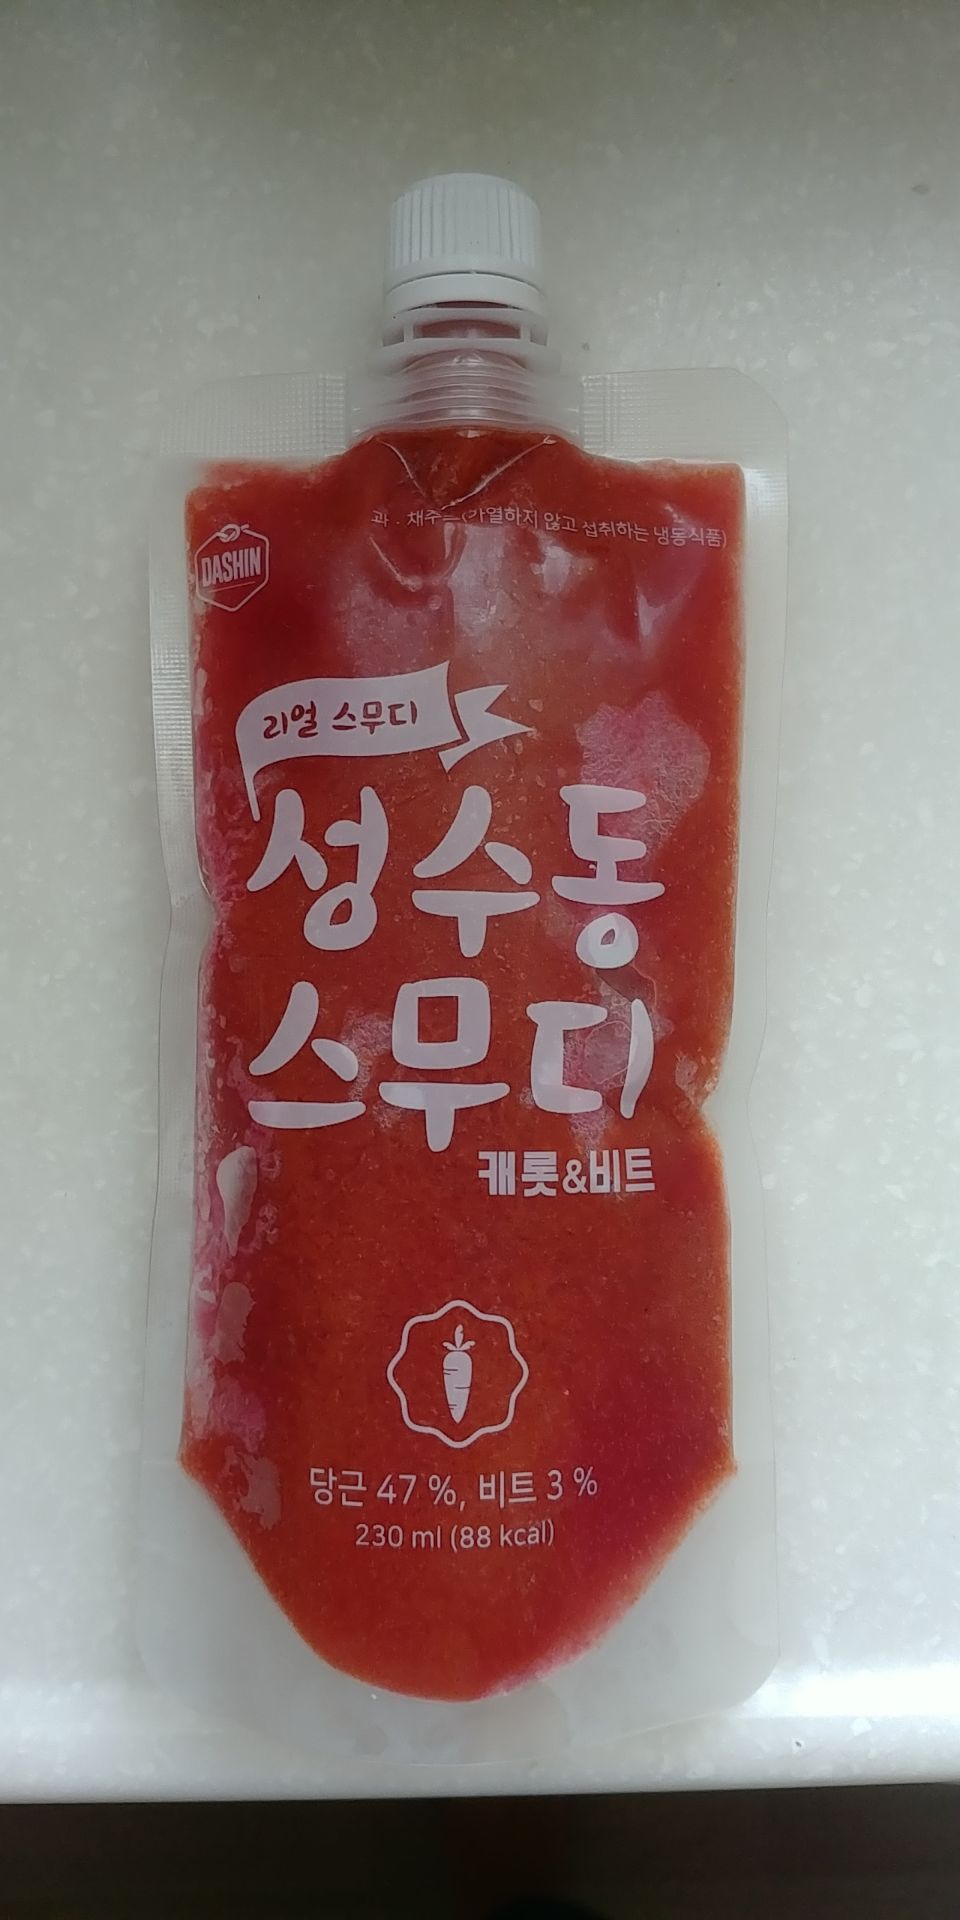 과.채주스(가열하지 않고 섭취하는 냉동식품)
DASHIN
리얼 스무디
성수동
스무디
캐롯&비트
당근 47 %, 비트 3 %
230 ml (88 kcal)